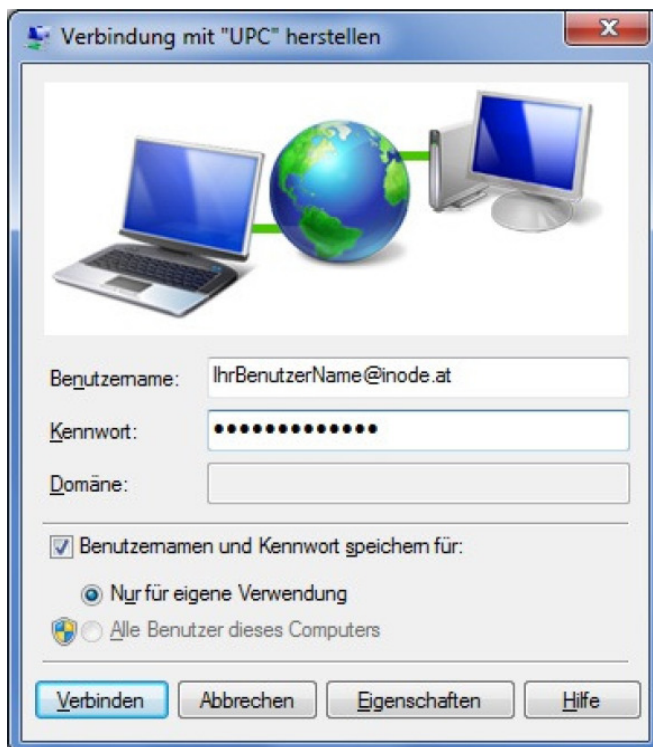 Verbindung mit "UPC" herstellen
Benutzername: IhrBenutzerName@inode.at
Kennwort: •••••••••••••
Domäne:
Benutzernamen und Kennwort speichern für:
Nur für eigene Verwendung
Alle Benutzer dieses Computers
Verbinden Abbrechen Eigenschaften Hilfe